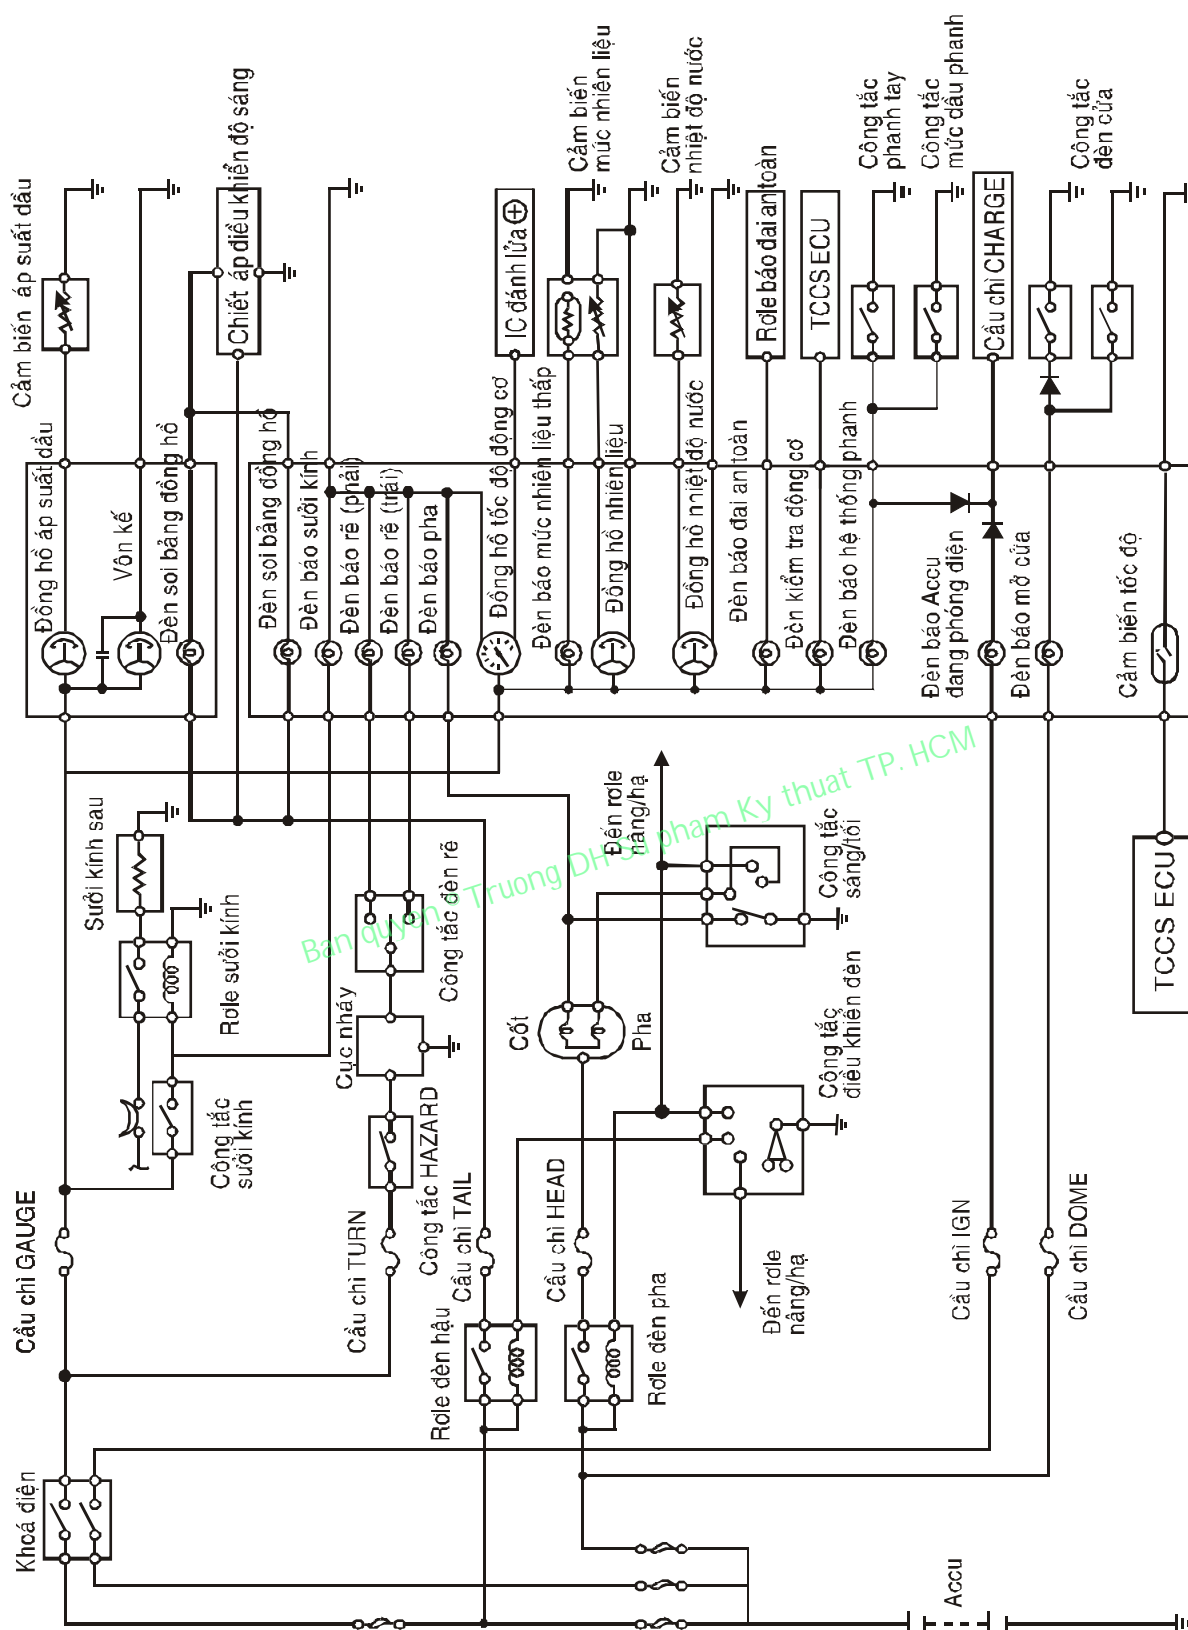 Cảm biến áp suất dầu
Chiết áp điều khiển độ sáng
IC đánh lửa
Cảm biến
mức nhiên liệu
Cảm biến
nhiệt độ nước
Rơle báo đai an toàn
TCCS ECU
Công tắc
phanh tay
Công tắc
mức dầu phanh
Cầu chì CHARGE
Công tắc
đèn cửa
Đồng hồ áp suất dầu
Vôn kế
Đèn soi bảng đồng hồ
Đèn soi bảng đồng hồ
Đèn báo sưởi kính
Đèn báo rẽ (phải)
Đèn báo rẽ (trái)
Đèn báo pha
Đồng hồ tốc độ động cơ
Đèn báo mức nhiên liệu thấp
Đồng hồ nhiên liệu
Đồng hồ nhiệt độ nước
Đèn báo đai an toàn
Đèn kiểm tra động cơ
Đèn báo hệ thống phanh
Đèn báo Accu
đang phóng điện
Đèn báo mở cửa
Cảm biến tốc độ
Sưởi kính sau
Rơle sưởi kính
Công tắc
sưởi kính
Cục nháy
Công tắc đèn rẽ
Công tắc HAZARD
Cốt
Pha
Đến rơle
nâng/hạ
Công tắc
sáng/tối
Công tắc
điều khiển đèn
Đến rơle
nâng/hạ
TCCS ECU
Cầu chì GAUGE
Cầu chì TURN
Cầu chì TAIL
Cầu chì HEAD
Cầu chì IGN
Cầu chì DOME
Rơle đèn hậu
Rơle đèn pha
Khoá điện
Accu
Ban quyen © Truong DH Su pham Ky thuat TP. HCM